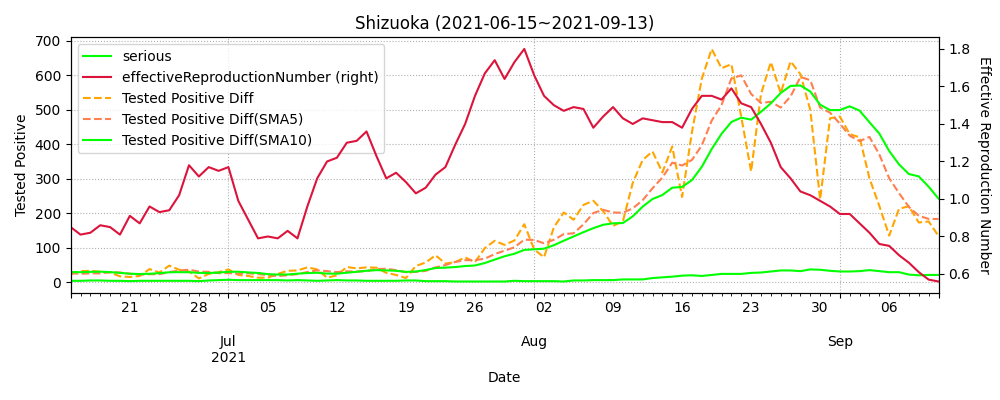 Shizuoka (2021-06-15~2021-09-13)
serious
effectiveReproductionNumber (right)
Tested Positive Diff
Tested Positive Diff(SMA5)
Tested Positive Diff(SMA10)
Tested Positive
700
600
500
400
300
200
100
0
1.8
1.6
1.4
1.2
1.0
0.8
0.6
Effective Reproduction Number
21 28 05 12 19 26 02 09 16 23 30 06
Jul Aug Sep
2021
Date